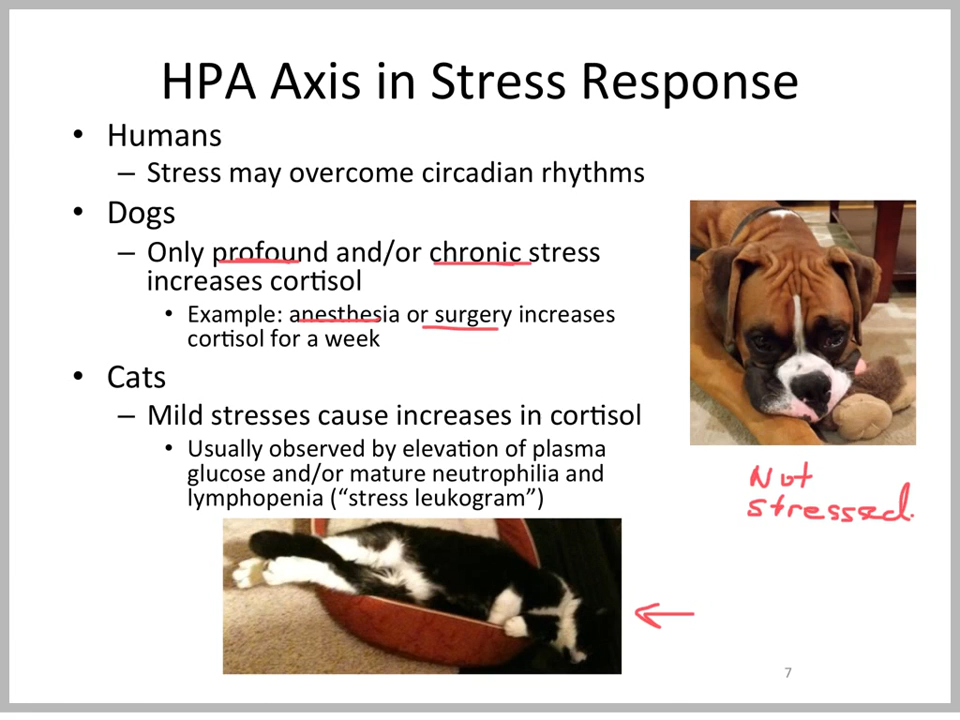 HPA Axis in Stress Response
• Humans
– Stress may overcome circadian rhythms
• Dogs
– Only profound and/or chronic stress
increases cortisol
• Example: anesthesia or surgery increases
cortisol for a week
• Cats
– Mild stresses cause increases in cortisol
• Usually observed by elevation of plasma
glucose and/or mature neutrophilia and
lymphopenia (“stress leukogram”)
Not
stressed.
7